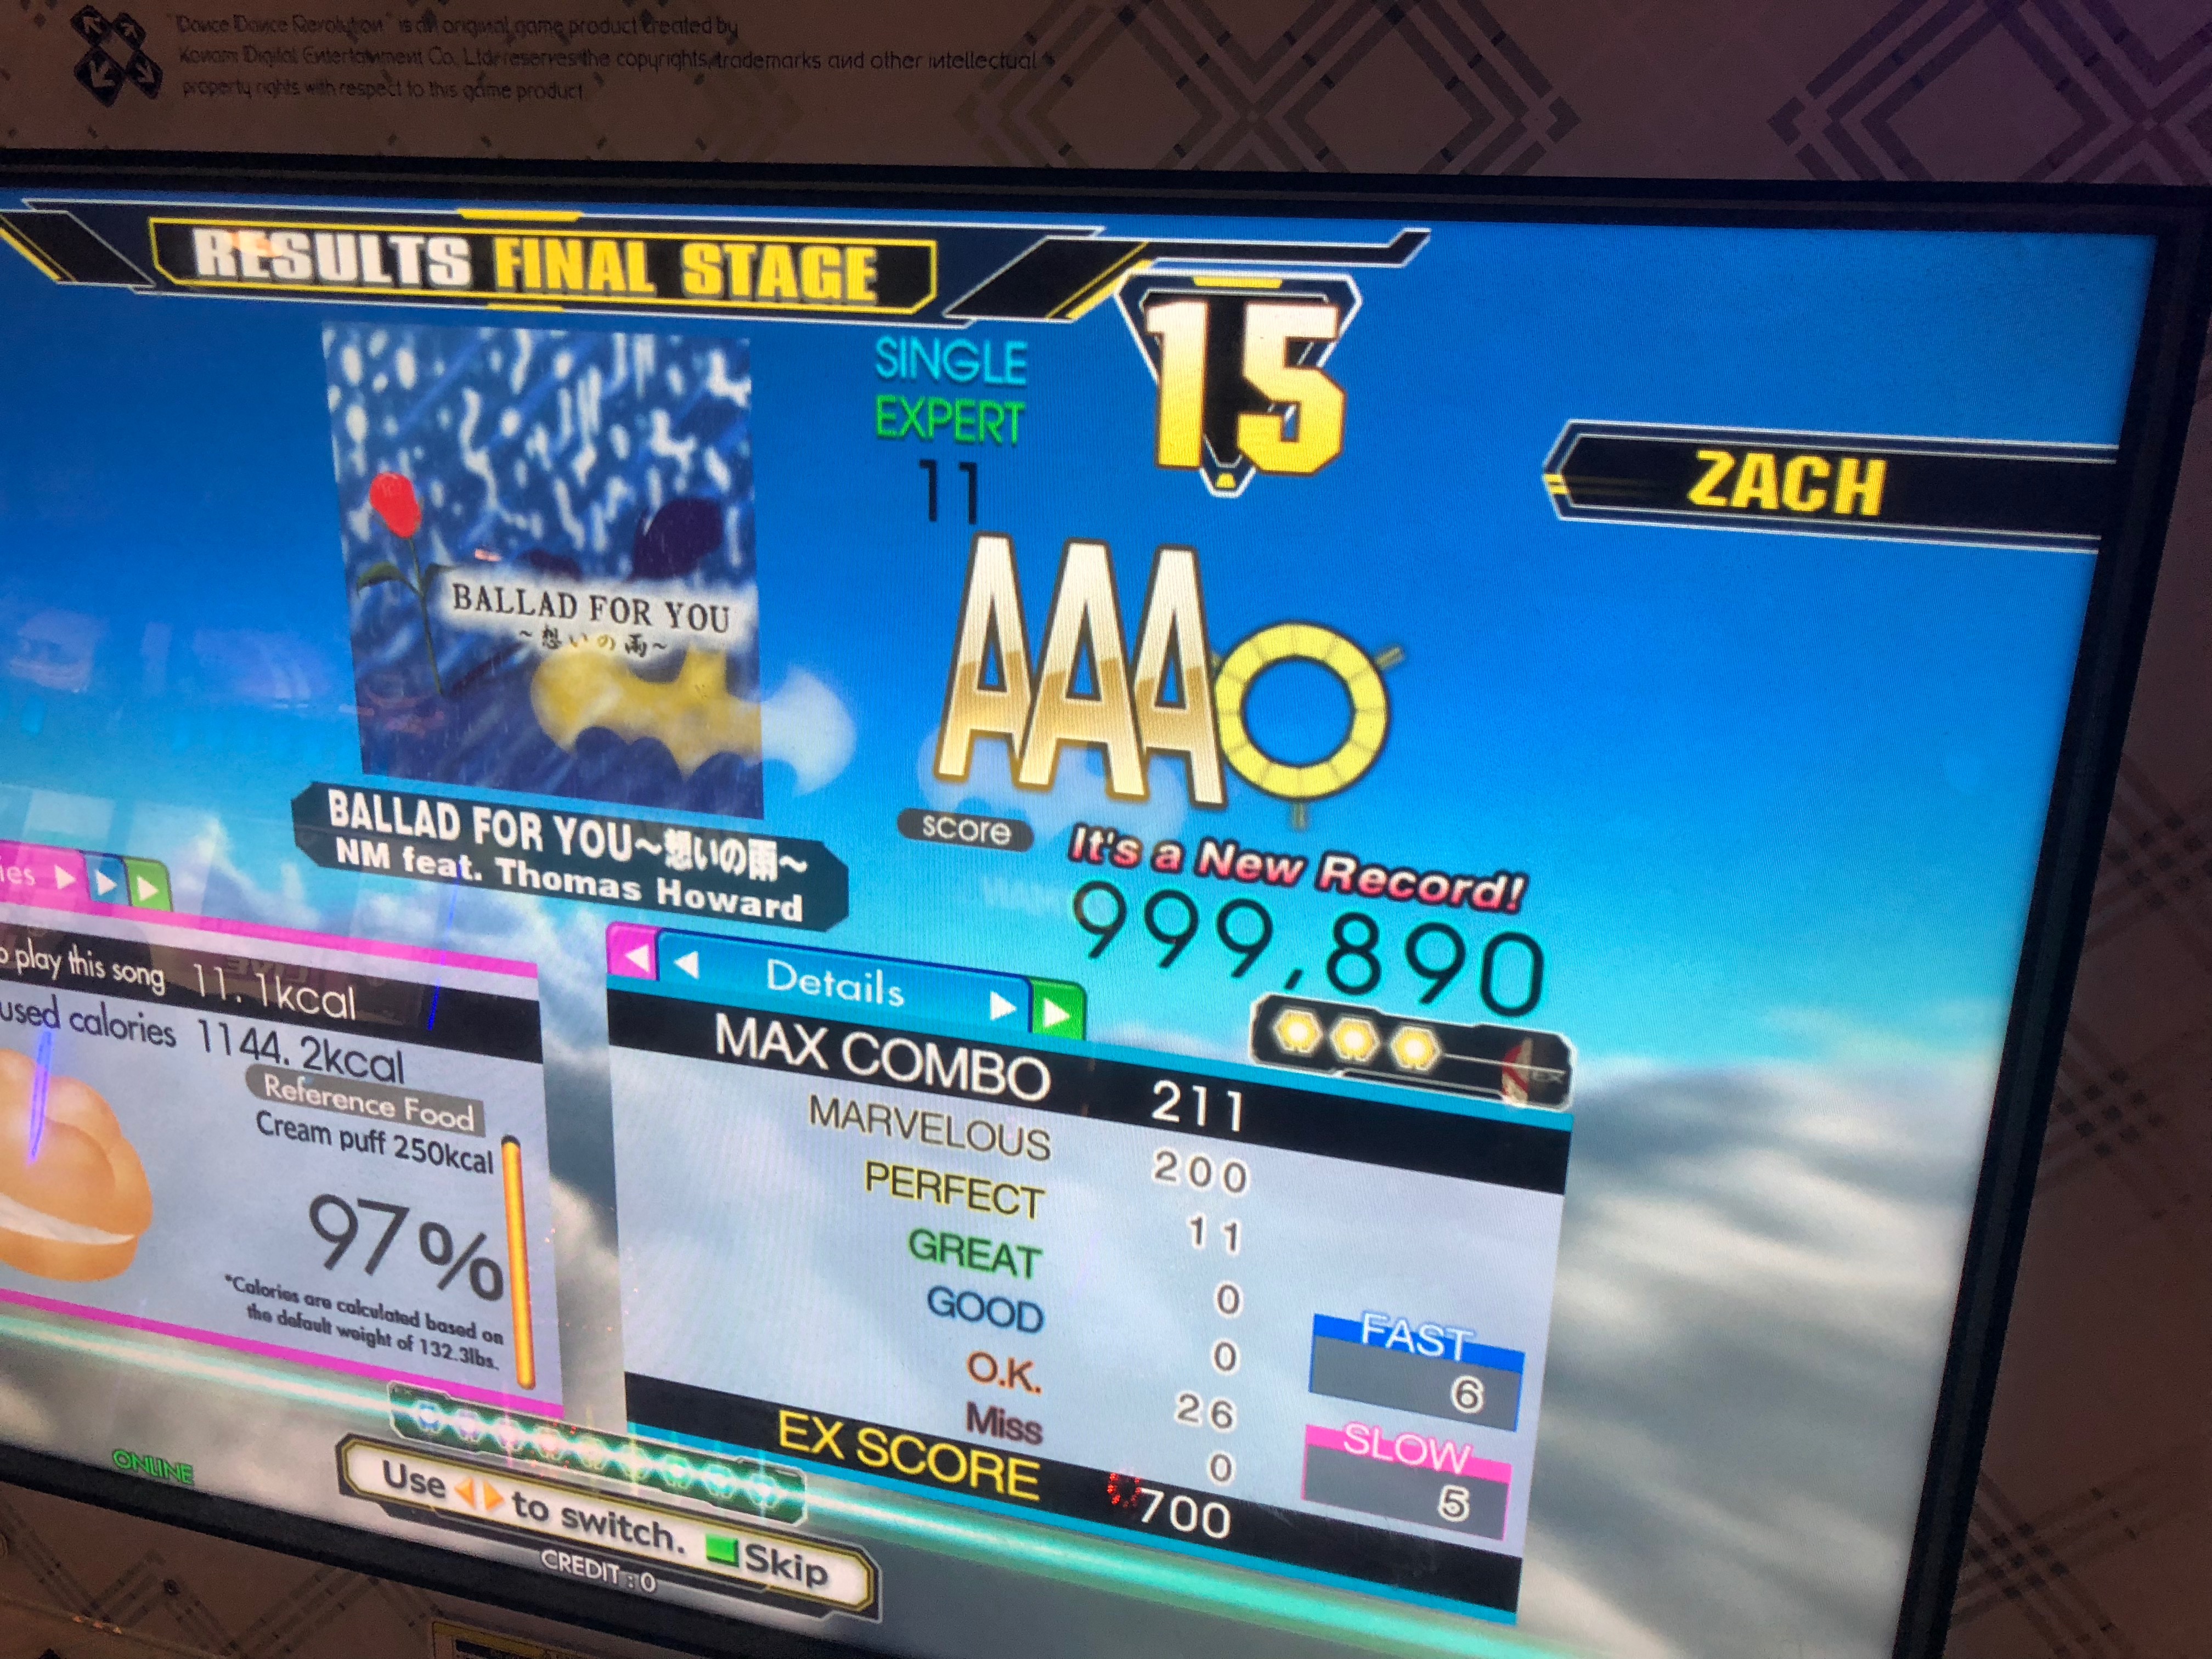 "Dance Dance Revolution" is an original game product created by
Konami Digital Entertainment Co., Ltd. reserves the copyrights, trademarks and other intellectual
property rights with respect to this game product.
RESULTS FINAL STAGE
15
SINGLE
EXPERT
11
ZACH
BALLAD FOR YOU
~想いの雨~
AAA
BALLAD FOR YOU~想いの雨~
NM feat. Thomas Howard
score
It's a New Record!
999,890
play this song 11.1kcal
used calories 1144.2kcal
Reference Food
Cream puff 250kcal
97%
*Calories are calculated based on
the default weight of 132.3lbs.
Details
MAX COMBO 211
MARVELOUS 200
PERFECT 11
GREAT 0
GOOD 0
O.K. 26
Miss 0
EX SCORE 700
FAST
6
SLOW
5
ONLINE
Use to switch. Skip
CREDIT : 0